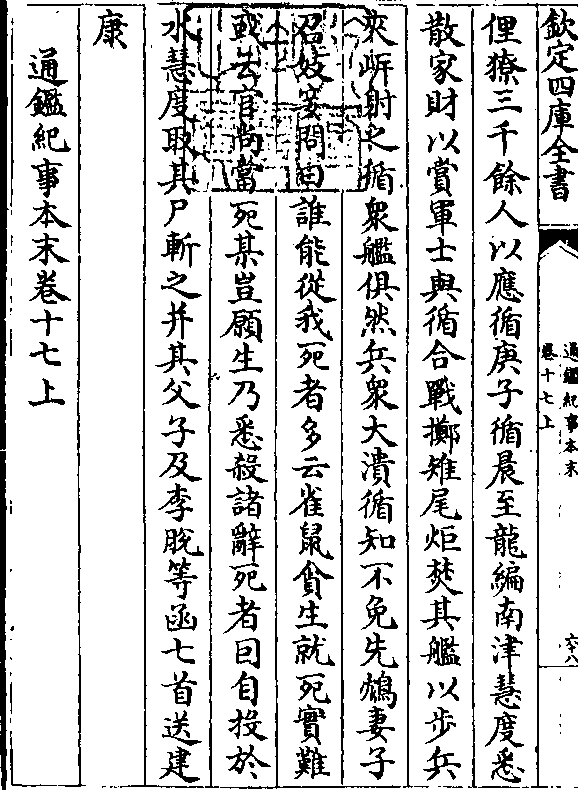 欽定四庫全書
通鑑紀事本末
卷十七上
六十八
俚獠三千餘人以應循庚子循晨至龍編南津慧度悉
散家財以賞軍士與循合戰擲雉尾炬焚其艦以步兵
夾岍射之循衆艦俱然兵衆大潰循知不免先鴆妻子
召妓妾問曰誰能從我死者多云雀鼠貪生就死實難
或云官尚當死某豈願生乃悉殺諸辭死者因自投於
水慧度取其尸斬之并其父子及李脫等函七首送建
康
通鑑紀事本末卷十七上